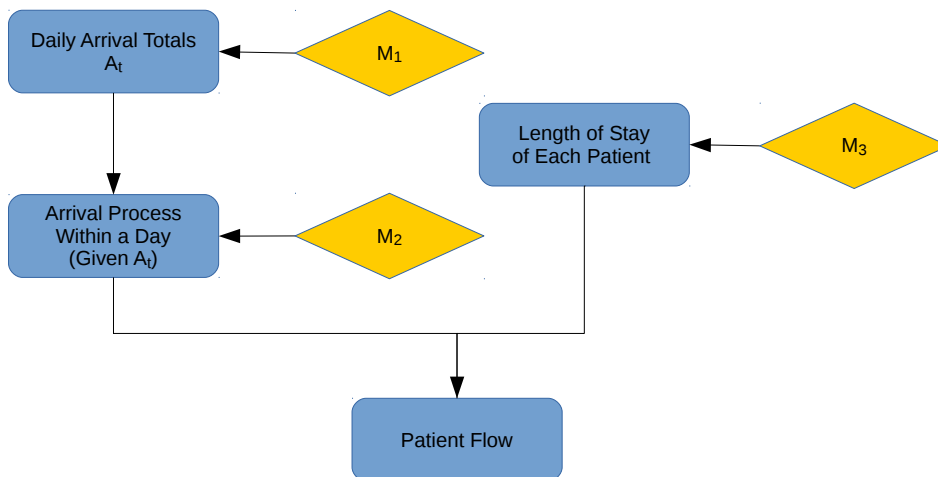 Daily Arrival Totals
Aₜ
M₁
Length of Stay
of Each Patient
M₃
Arrival Process
Within a Day
(Given Aₜ)
M₂
Patient Flow